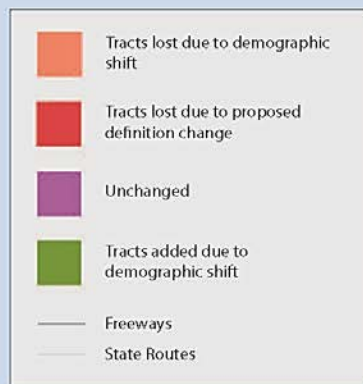 Tracts lost due to demographic
shift
Tracts lost due to proposed
definition change
Unchanged
Tracts added due to
demographic shift
Freeways
State Routes